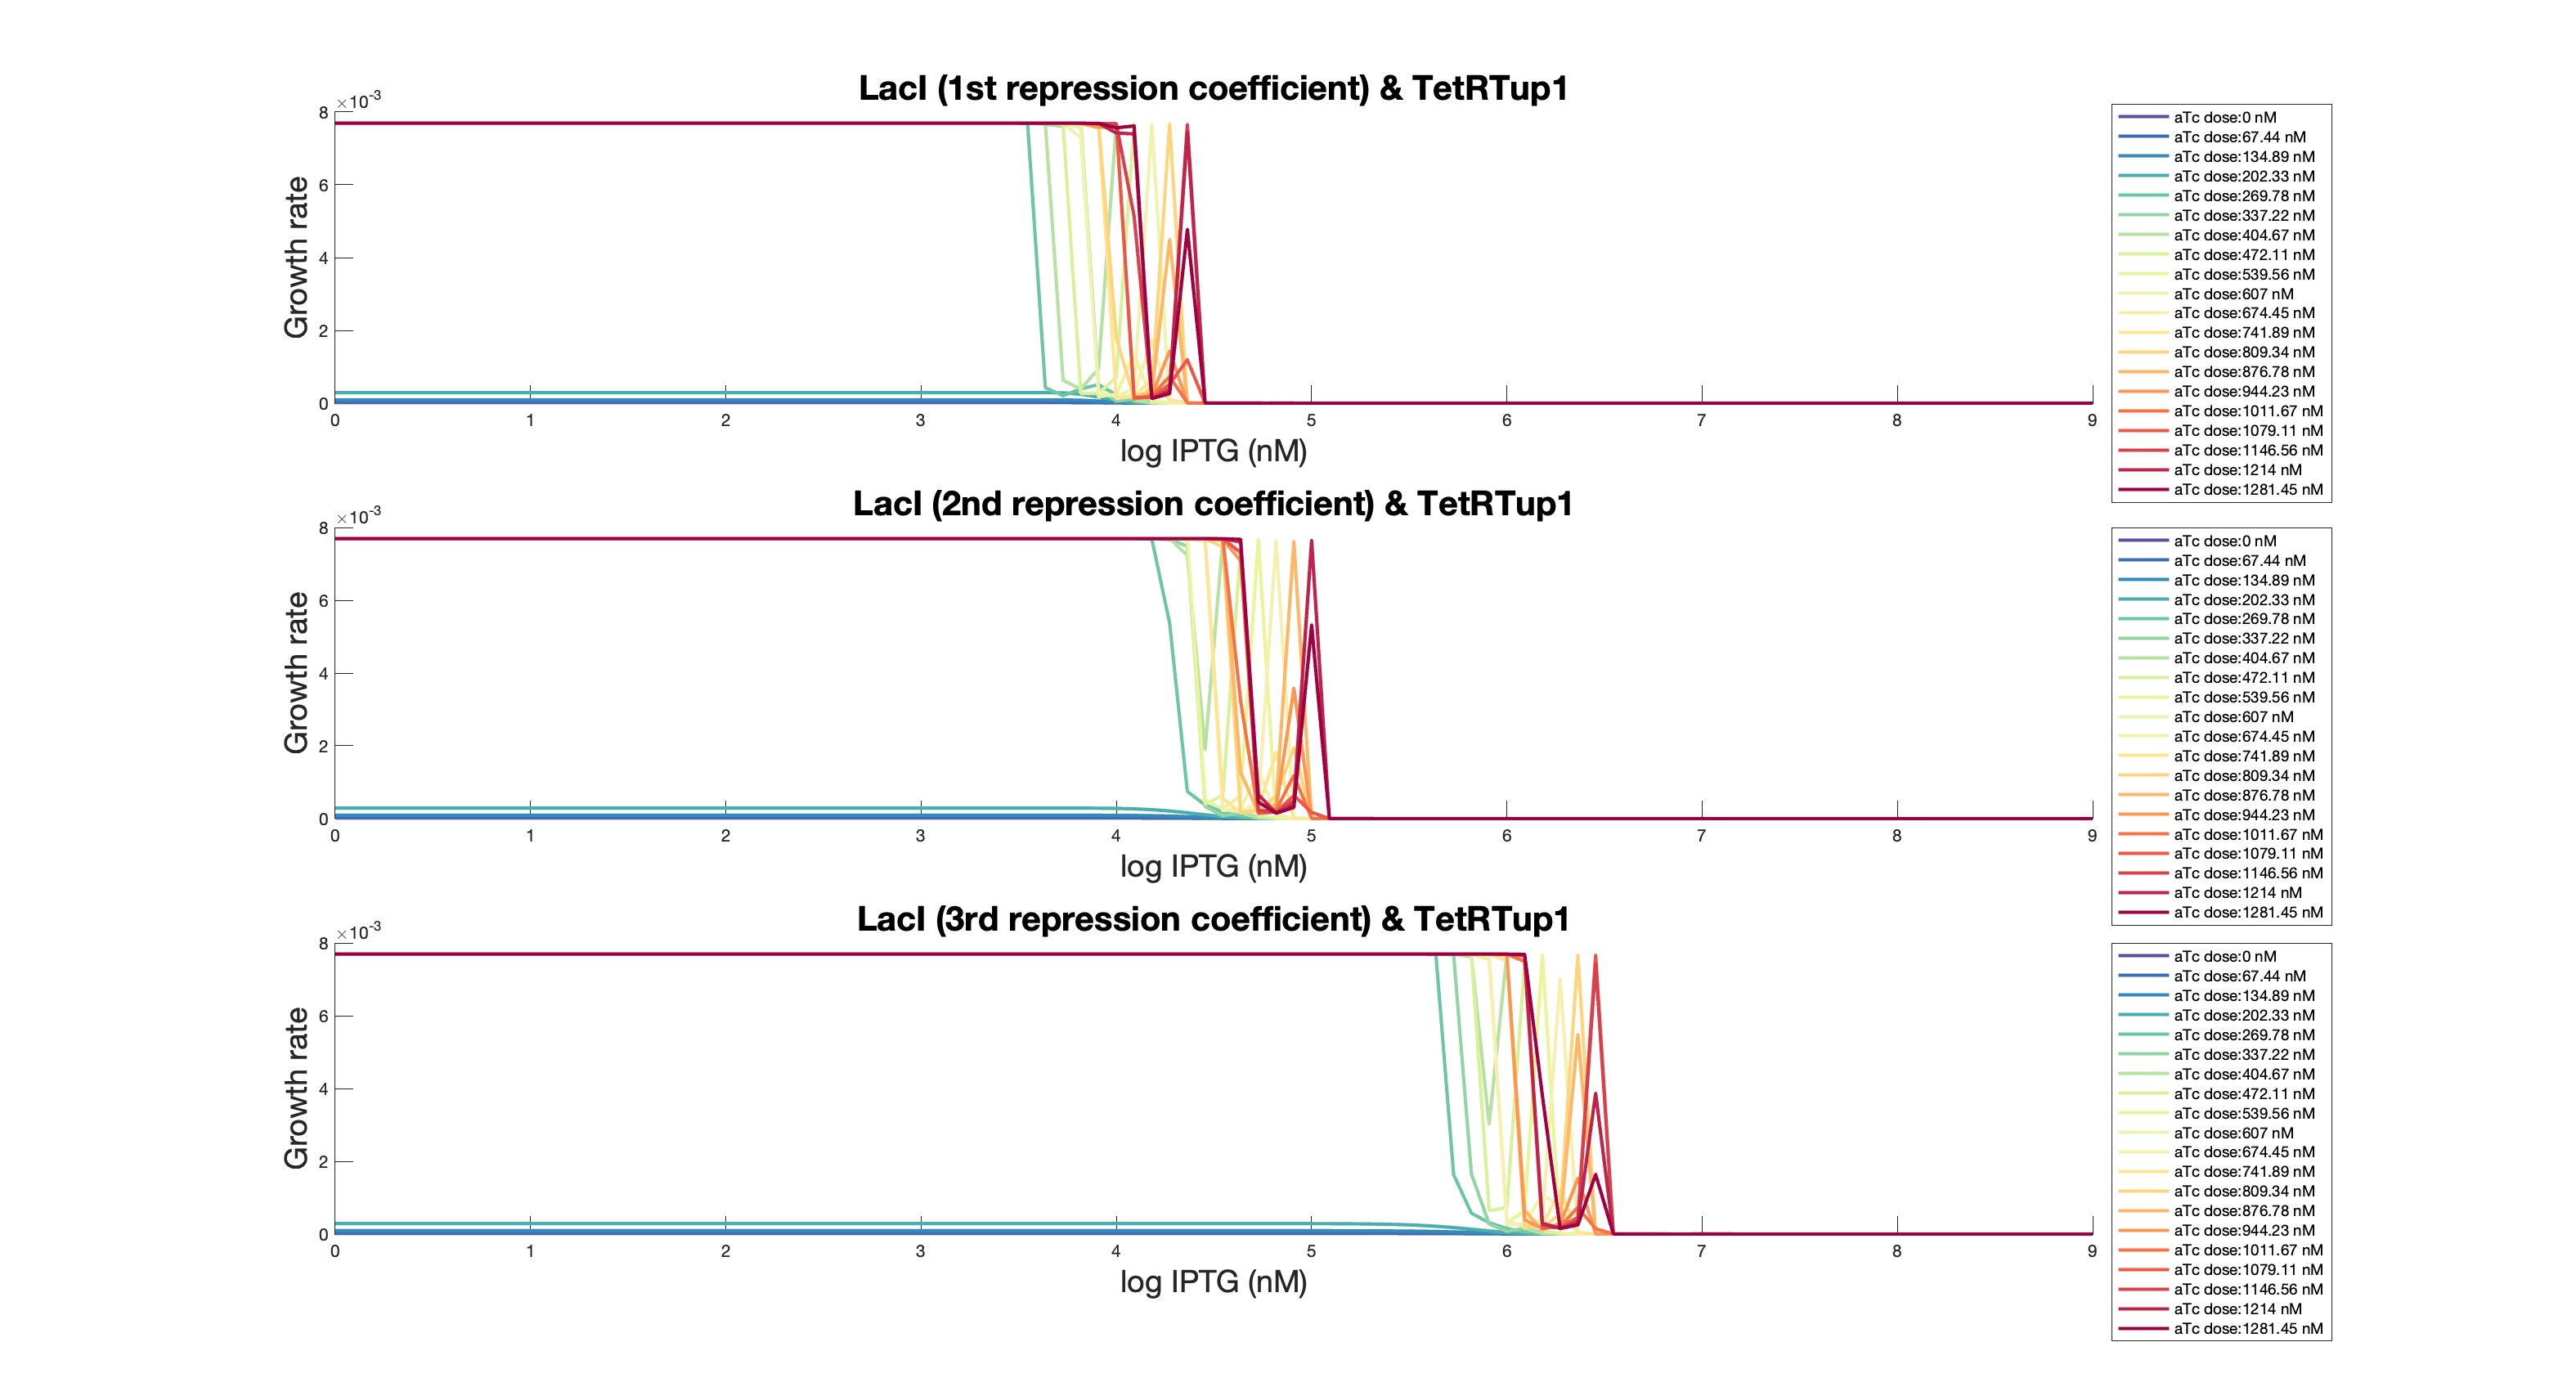 LacI (1st repression coefficient) & TetRTup1
×10-3
8
6
4
2
0
Growth rate
0 1 2 3 4 5 6 7 8 9
log IPTG (nM)
aTc dose:0 nM
aTc dose:67.44 nM
aTc dose:134.89 nM
aTc dose:202.33 nM
aTc dose:269.78 nM
aTc dose:337.22 nM
aTc dose:404.67 nM
aTc dose:472.11 nM
aTc dose:539.56 nM
aTc dose:607 nM
aTc dose:674.45 nM
aTc dose:741.89 nM
aTc dose:809.34 nM
aTc dose:876.78 nM
aTc dose:944.23 nM
aTc dose:1011.67 nM
aTc dose:1079.11 nM
aTc dose:1146.56 nM
aTc dose:1214 nM
aTc dose:1281.45 nM
LacI (2nd repression coefficient) & TetRTup1
×10-3
8
6
4
2
0
Growth rate
0 1 2 3 4 5 6 7 8 9
log IPTG (nM)
aTc dose:0 nM
aTc dose:67.44 nM
aTc dose:134.89 nM
aTc dose:202.33 nM
aTc dose:269.78 nM
aTc dose:337.22 nM
aTc dose:404.67 nM
aTc dose:472.11 nM
aTc dose:539.56 nM
aTc dose:607 nM
aTc dose:674.45 nM
aTc dose:741.89 nM
aTc dose:809.34 nM
aTc dose:876.78 nM
aTc dose:944.23 nM
aTc dose:1011.67 nM
aTc dose:1079.11 nM
aTc dose:1146.56 nM
aTc dose:1214 nM
aTc dose:1281.45 nM
LacI (3rd repression coefficient) & TetRTup1
×10-3
8
6
4
2
0
Growth rate
0 1 2 3 4 5 6 7 8 9
log IPTG (nM)
aTc dose:0 nM
aTc dose:67.44 nM
aTc dose:134.89 nM
aTc dose:202.33 nM
aTc dose:269.78 nM
aTc dose:337.22 nM
aTc dose:404.67 nM
aTc dose:472.11 nM
aTc dose:539.56 nM
aTc dose:607 nM
aTc dose:674.45 nM
aTc dose:741.89 nM
aTc dose:809.34 nM
aTc dose:876.78 nM
aTc dose:944.23 nM
aTc dose:1011.67 nM
aTc dose:1079.11 nM
aTc dose:1146.56 nM
aTc dose:1214 nM
aTc dose:1281.45 nM